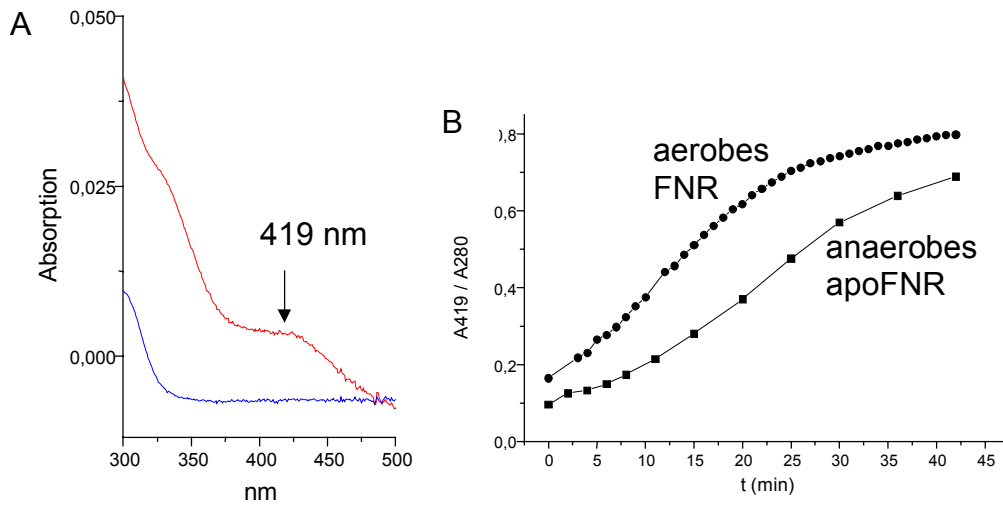 A
0,050
0,025
0,000
Absorption
419 nm
300
350
400
450
500
nm
B
aerobes
FNR
anaerobes
apoFNR
0,8
0,6
0,4
0,2
0,0
A419 / A280
0
5
10
15
20
25
30
35
40
45
t (min)